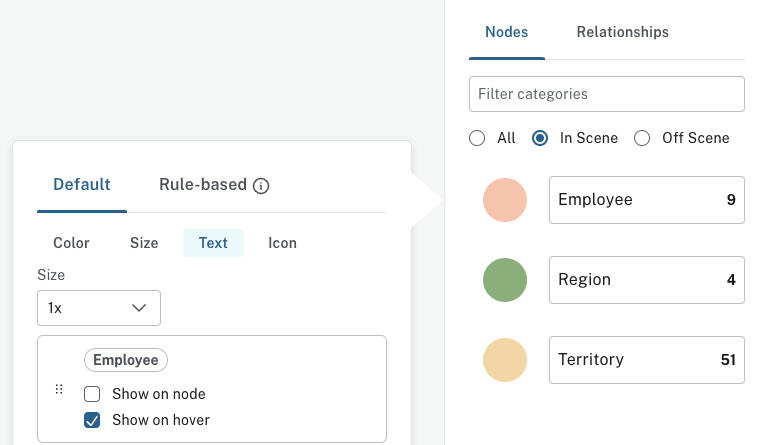 Nodes
Relationships
Filter categories
All
In Scene
Off Scene
Employee 9
Region 4
Territory 51
Default
Rule-based
Color
Size
Text
Icon
Size
1x
Employee
Show on node
Show on hover